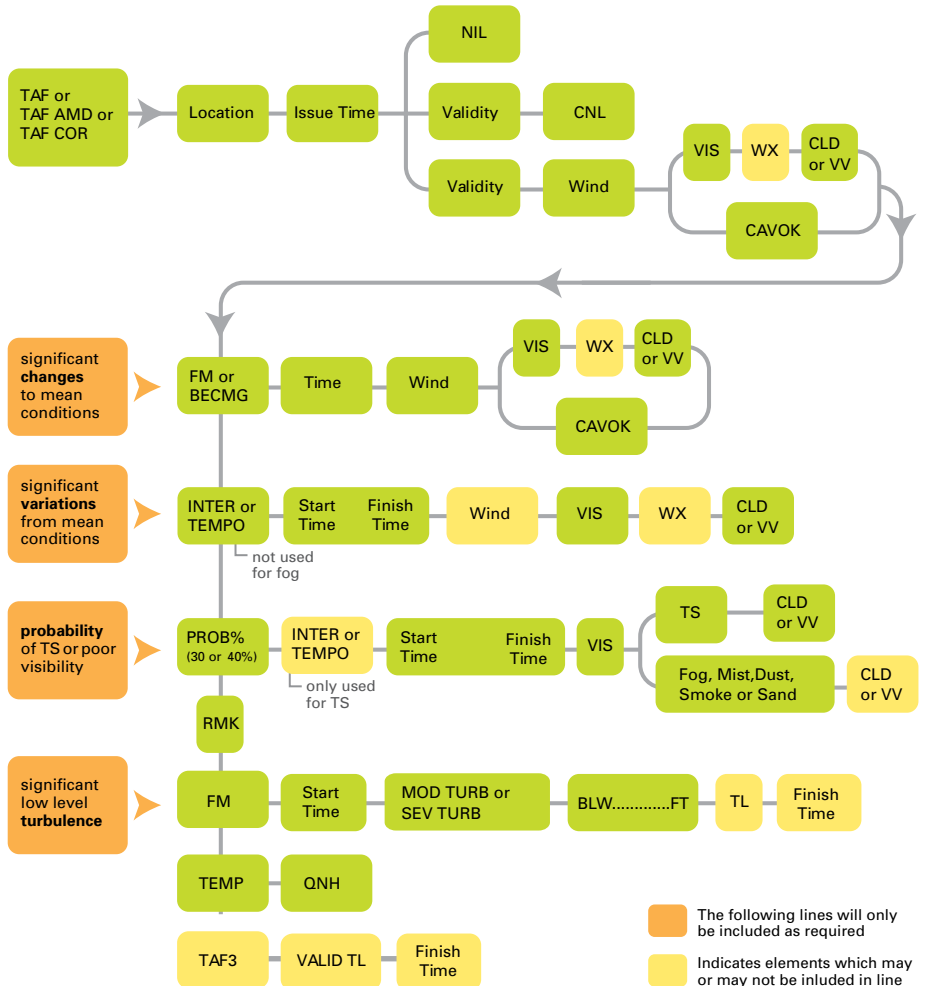 NIL
TAF or
TAF AMD or
TAF COR
Location
Issue Time
Validity
CNL
Validity
Wind
VIS
WX
CLD
or VV
CAVOK
significant
changes
to mean
conditions
FM or
BECMG
Time
Wind
VIS
WX
CLD
or VV
CAVOK
significant
variations
from mean
conditions
INTER or
TEMPO
not used
for fog
Start
Time
Finish
Time
Wind
VIS
WX
CLD
or VV
probability
of TS or poor
visibility
PROB%
(30 or 40%)
INTER or
TEMPO
only used
for TS
Start
Time
Finish
Time
VIS
TS
CLD
or VV
Fog, Mist,Dust,
Smoke or Sand
CLD
or VV
RMK
significant
low level
turbulence
FM
Start
Time
MOD TURB or
SEV TURB
BLW.............FT
TL
Finish
Time
TEMP
QNH
TAF3
VALID TL
Finish
Time
The following lines will only
be included as required
Indicates elements which may
or may not be inluded in line